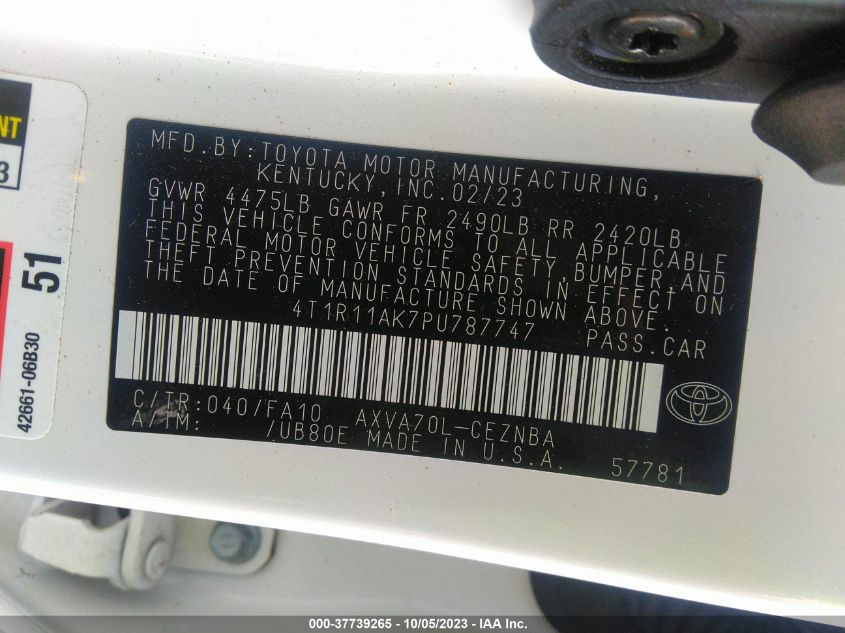 MFD.BY:TOYOTA MOTOR MANUFACTURING,
KENTUCKY,INC.02/23
GVWR 4475LB GAWR FR 2490LB RR 2420LB
THIS VEHICLE CONFORMS TO ALL APPLICABLE
FEDERAL MOTOR VEHICLE SAFETY,BUMPER,AND
THEFT PREVENTION STANDARDS IN EFFECT ON
THE DATE OF MANUFACTURE SHOWN ABOVE.
4T1R11AK7PU787747 PASS.CAR
C/TR:040/FA10 AXVA70L-CEZNBA
A/TM: /UB80E MADE IN U.S.A. 57781
NT
3
51
42661-06B30
000-37739265 - 10/05/2023 - IAA Inc.